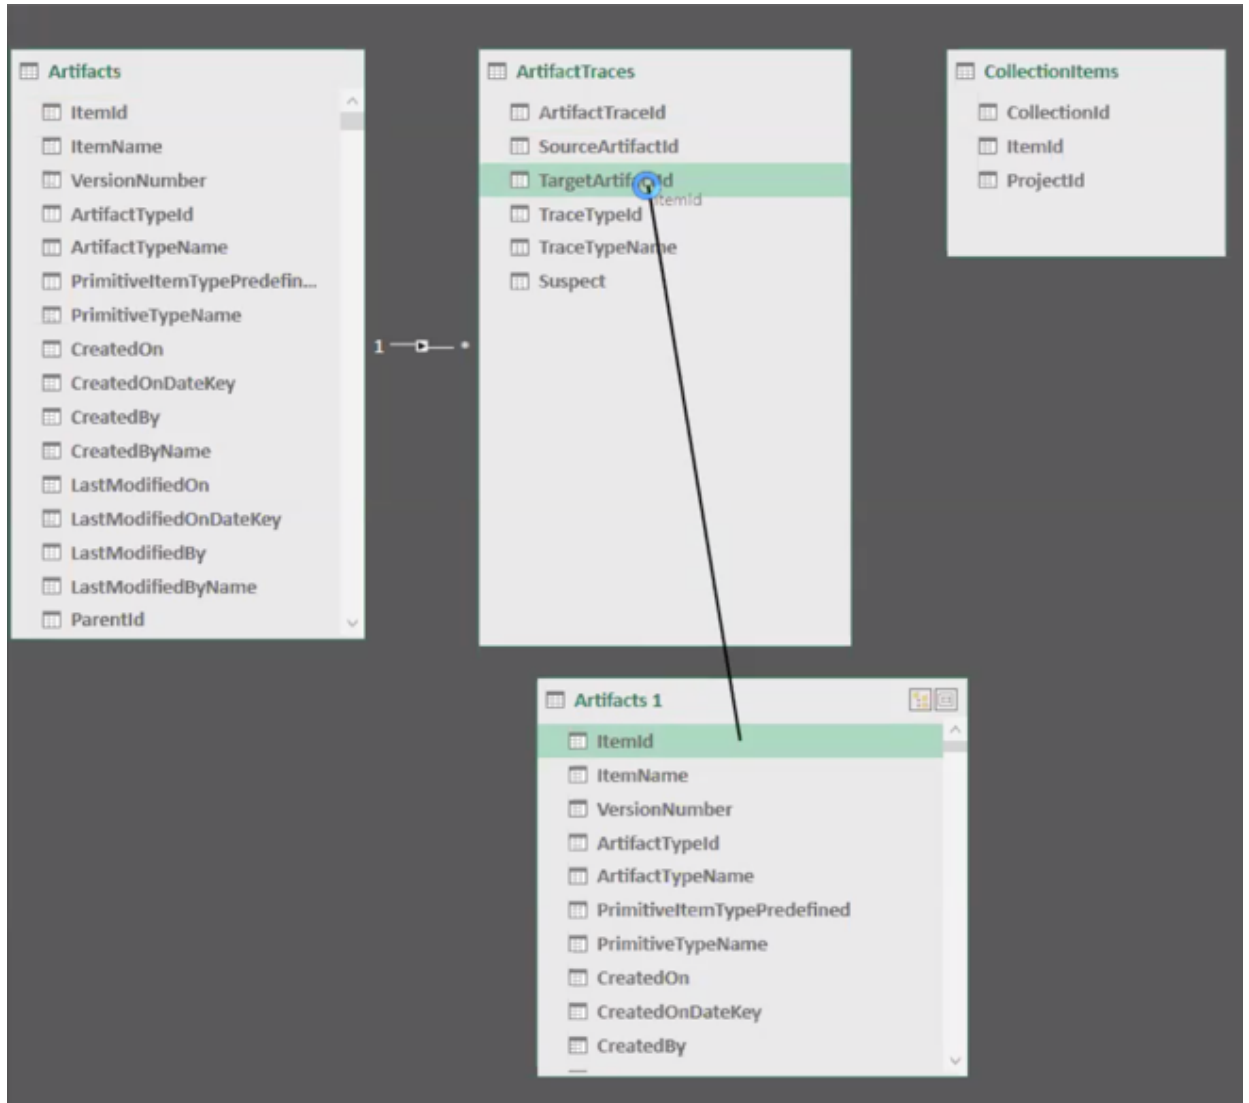 Artifacts
ItemId
ItemName
VersionNumber
ArtifactTypeId
ArtifactTypeName
PrimitiveItemTypePredefin...
PrimitiveTypeName
CreatedOn
CreatedOnDateKey
CreatedBy
CreatedByName
LastModifiedOn
LastModifiedOnDateKey
LastModifiedBy
LastModifiedByName
ParentId
1
*
ArtifactTraces
ArtifactTraceId
SourceArtifactId
TargetArtifactId
ItemId
TraceTypeId
TraceTypeName
Suspect
CollectionItems
CollectionId
ItemId
ProjectId
Artifacts 1
ItemId
ItemName
VersionNumber
ArtifactTypeId
ArtifactTypeName
PrimitiveItemTypePredefined
PrimitiveTypeName
CreatedOn
CreatedOnDateKey
CreatedBy